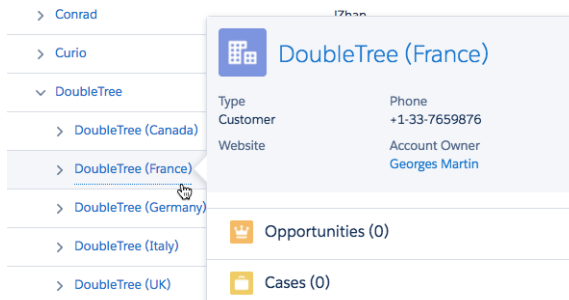 Conrad
JZhan
Curio
DoubleTree
DoubleTree (Canada)
DoubleTree (France)
DoubleTree (Germany)
DoubleTree (Italy)
DoubleTree (UK)
DoubleTree (France)
Type
Phone
Customer
+1-33-7659876
Website
Account Owner
Georges Martin
Opportunities (0)
Cases (0)